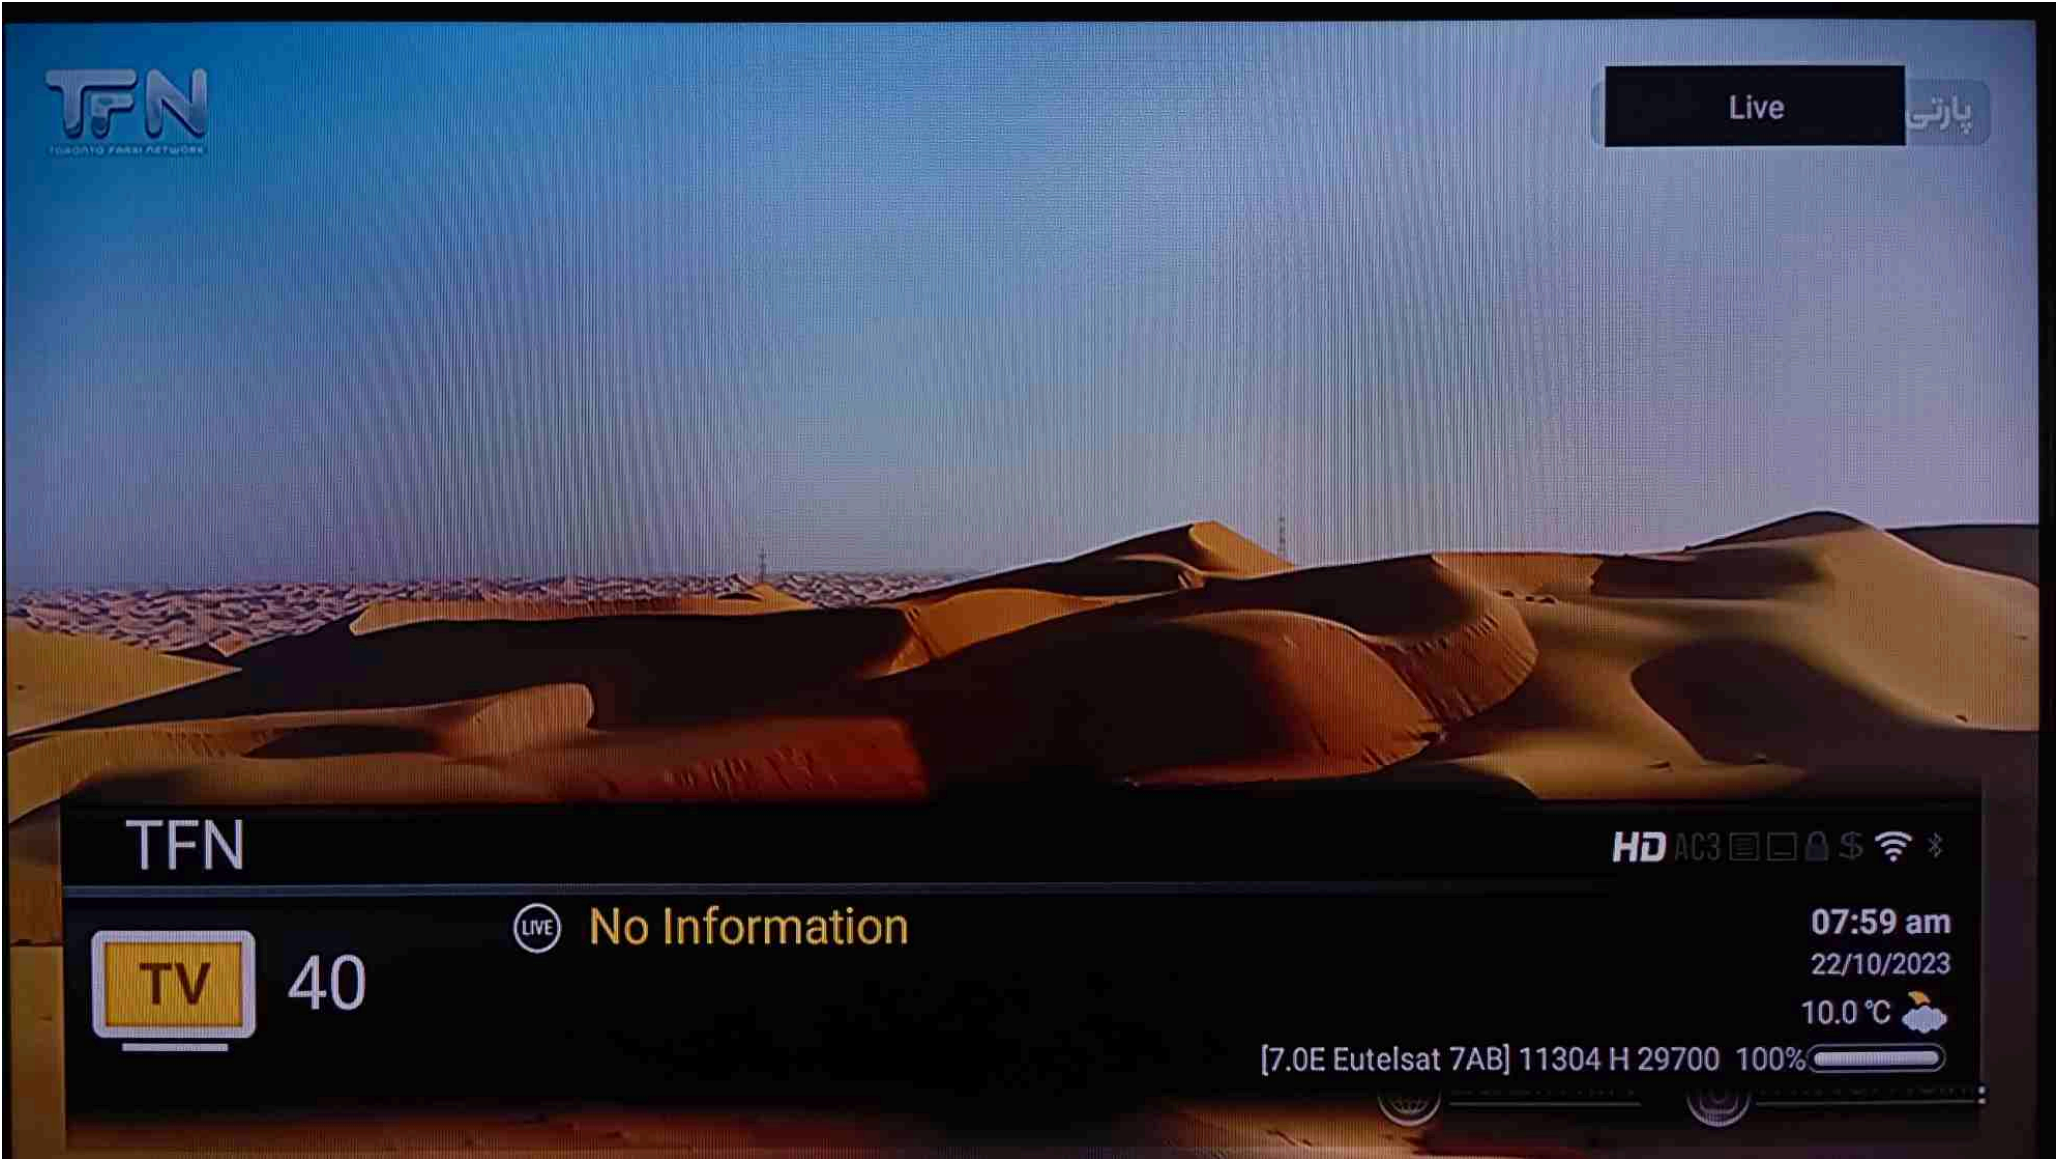 TFN
TORONTO FARSI NETWORK
Live
پارتی
TFN
HD AC3 $
TV 40
LIVE No Information
07:59 am
22/10/2023
10.0 °C
[7.0E Eutelsat 7AB] 11304 H 29700 100%